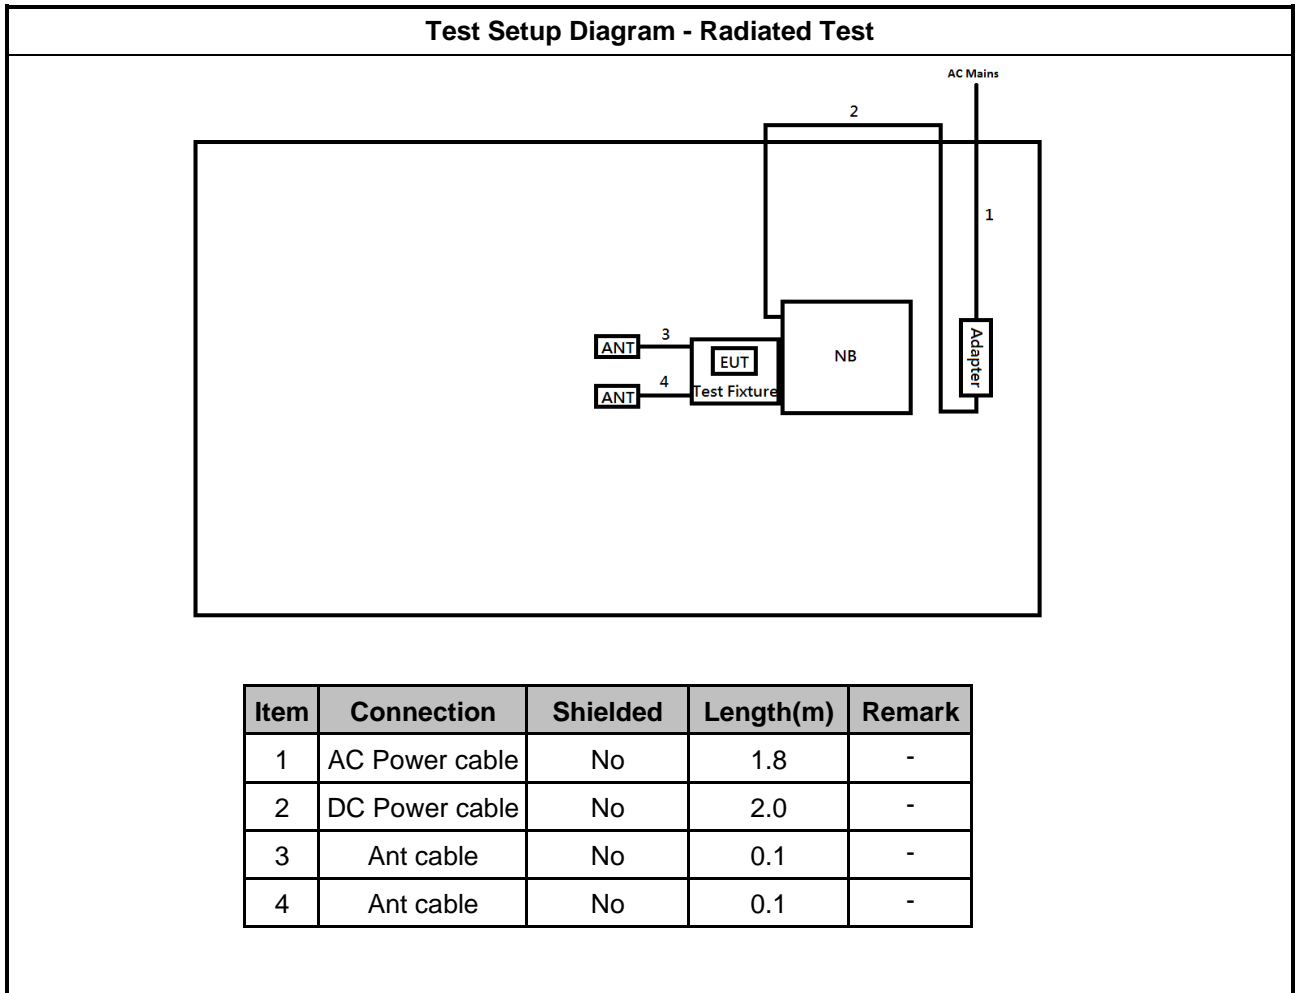 Test Setup Diagram - Radiated Test
AC Mains
2
1
3
ANT
EUT
NB
Adapter
4
ANT
Test Fixture
Item Connection Shielded Length(m) Remark
1 AC Power cable No 1.8 -
2 DC Power cable No 2.0 -
3 Ant cable No 0.1 -
4 Ant cable No 0.1 -